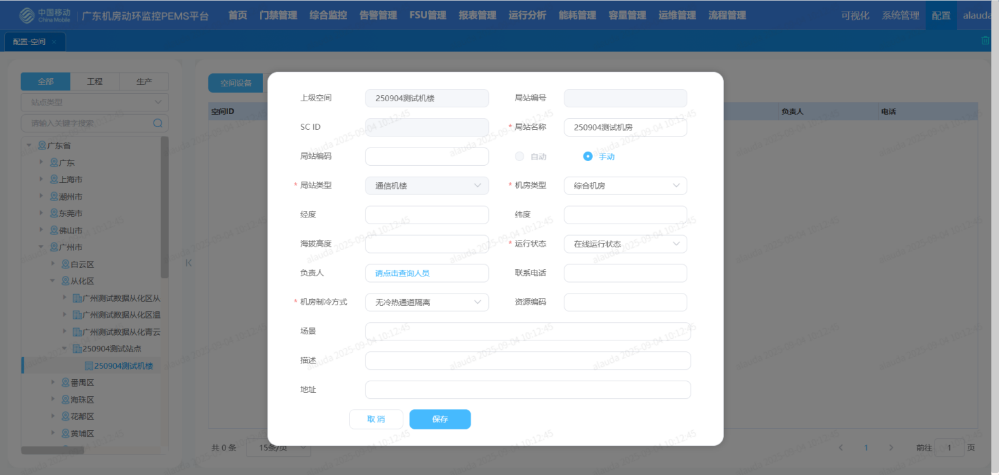 中国移动
China Mobile
广东机房动环监控PEMS平台
首页 门禁管理 综合监控 告警管理 FSU管理 报表管理 运行分析 能耗管理 容量管理 运维管理 流程管理
可视化 系统管理 配置 alauda
配置-空间 ×
全部 工程 生产
站点类型
请输入关键字搜索
广东省
广东
上海市
潮州市
东莞市
佛山市
广州市
白云区
从化区
广州测试数据从化区从
广州测试数据从化区温
广州测试数据从化青云
250904测试站点
250904测试机楼
番禺区
海珠区
花都区
黄埔区
空间设备
空间ID 负责人 电话
上级空间 250904测试机楼 局站编号
SC ID * 局站名称 250904测试机房
局站编码 自动 手动
* 局站类型 通信机楼 * 机房类型 综合机房
经度 纬度
海拔高度 * 运行状态 在线运行状态
负责人 请点击查询人员 联系电话
* 机房制冷方式 无冷热通道隔离 资源编码
场景
描述
地址
取 消 保存
共 0 条 15条/页 1 前往 1 页
alauda 2025-09-04 10:12:45